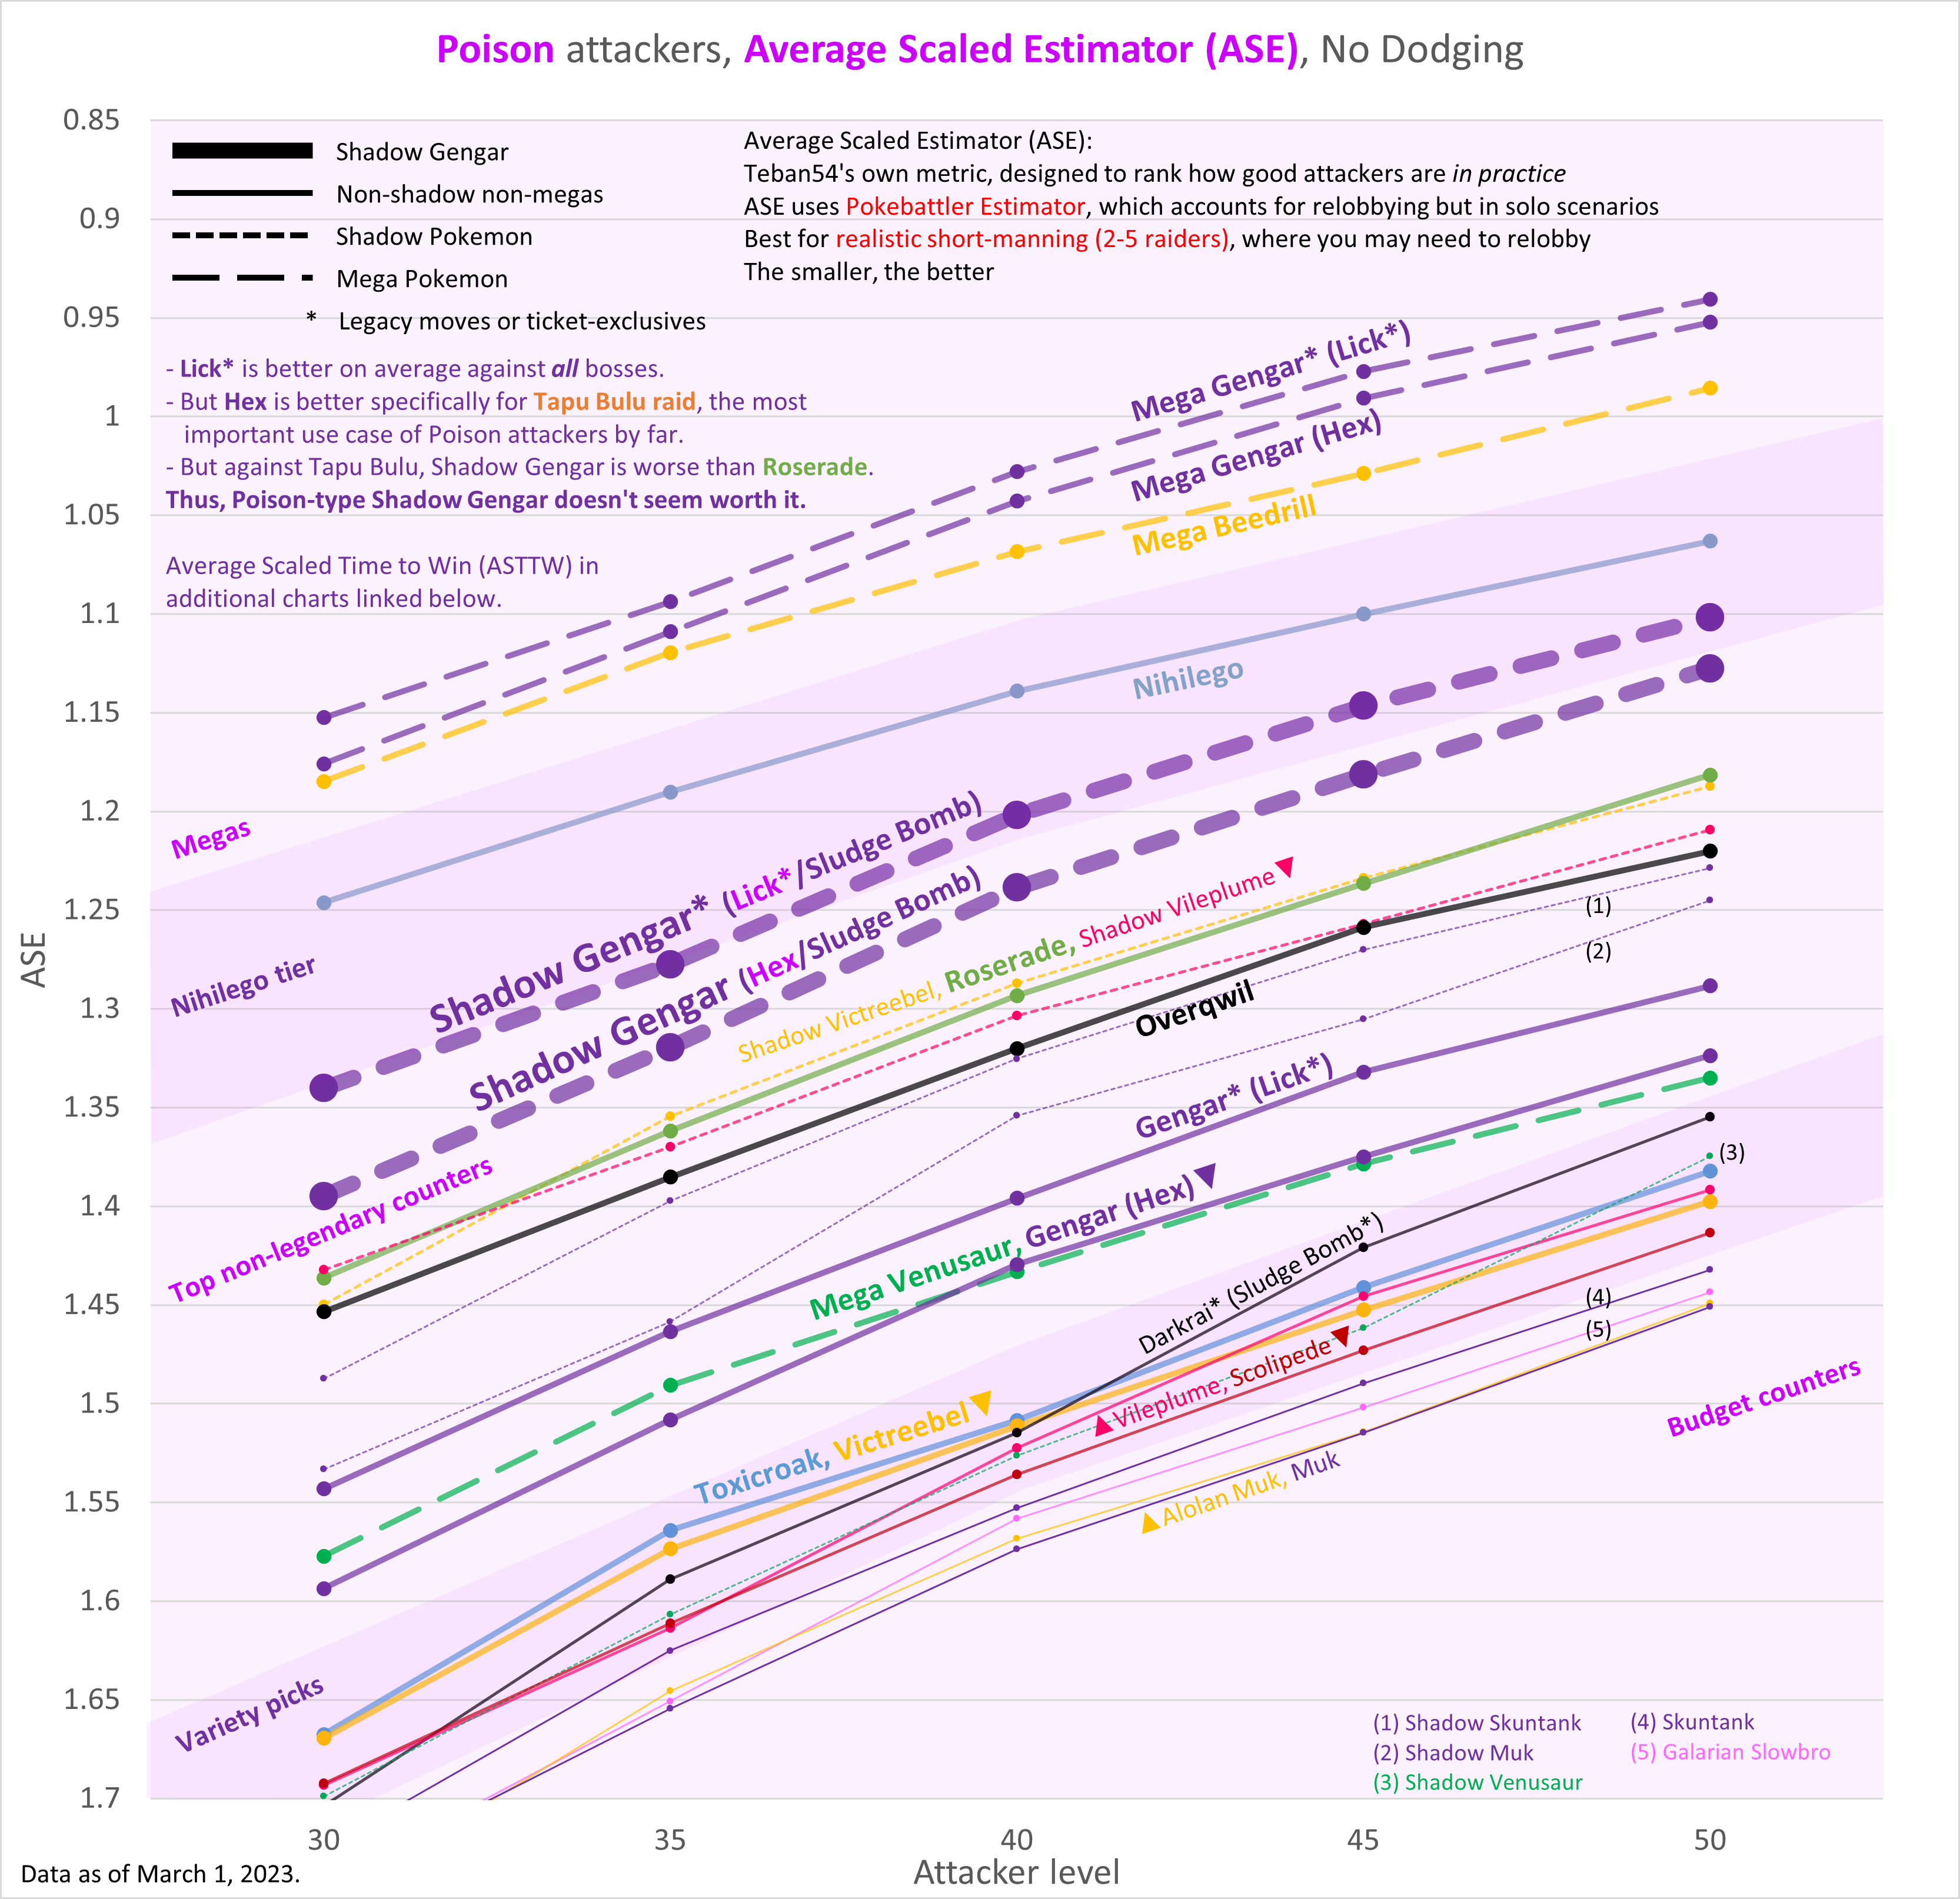 Poison attackers, Average Scaled Estimator (ASE), No Dodging
0.85
0.9
0.95
1
1.05
1.1
1.15
1.2
1.25
1.3
1.35
1.4
1.45
1.5
1.55
1.6
1.65
1.7
ASE
Shadow Gengar
Non-shadow non-megas
Shadow Pokemon
Mega Pokemon
* Legacy moves or ticket-exclusives
Average Scaled Estimator (ASE):
Teban54's own metric, designed to rank how good attackers are in practice
ASE uses Pokebattler Estimator, which accounts for relobbying but in solo scenarios
Best for realistic short-manning (2-5 raiders), where you may need to relobby
The smaller, the better
- Lick* is better on average against all bosses.
- But Hex is better specifically for Tapu Bulu raid, the most
important use case of Poison attackers by far.
- But against Tapu Bulu, Shadow Gengar is worse than Roserade.
Thus, Poison-type Shadow Gengar doesn't seem worth it.
Average Scaled Time to Win (ASTTW) in
additional charts linked below.
Mega Gengar* (Lick*)
Mega Gengar (Hex)
Mega Beedrill
Nihilego
Megas
Nihilego tier
Shadow Gengar* (Lick*/Sludge Bomb)
Shadow Gengar (Hex/Sludge Bomb)
Shadow Victreebel, Roserade, Shadow Vileplume ▼
(1)
(2)
Overqwil
Top non-legendary counters
Gengar* (Lick*)
Mega Venusaur, Gengar (Hex) ▼
(3)
Darkrai* (Sludge Bomb*)
Toxicroak, Victreebel ▼
▲ Vileplume, Scolipede ▼
(4)
(5)
▲ Alolan Muk, Muk
Budget counters
Variety picks
(1) Shadow Skuntank
(2) Shadow Muk
(3) Shadow Venusaur
(4) Skuntank
(5) Galarian Slowbro
30
35
40
45
50
Attacker level
Data as of March 1, 2023.